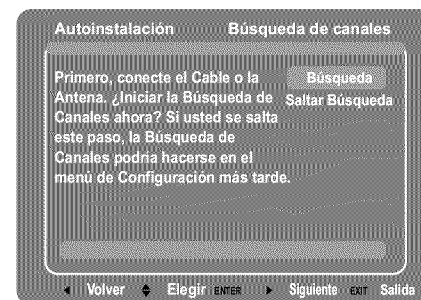 Autoinstalación Búsqueda de canales
Primero, conecte el Cable o la
Antena. ¿Iniciar la Búsqueda de
Canales ahora? Si usted se salta
este paso, la Búsqueda de
Canales podría hacerse en el
menú de Configuración más tarde.
Búsqueda
Saltar Búsqueda
Volver Elegir ENTER Siguiente EXIT Salida